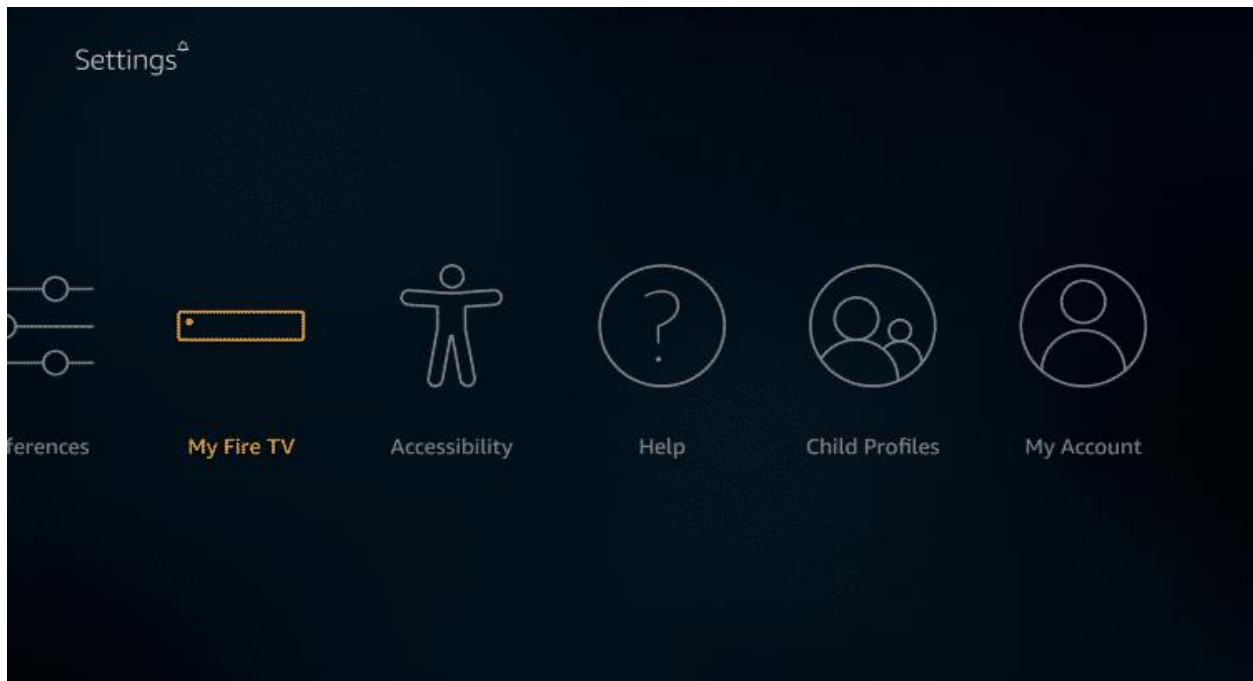 Settings
ferences
My Fire TV
Accessibility
Help
Child Profiles
My Account